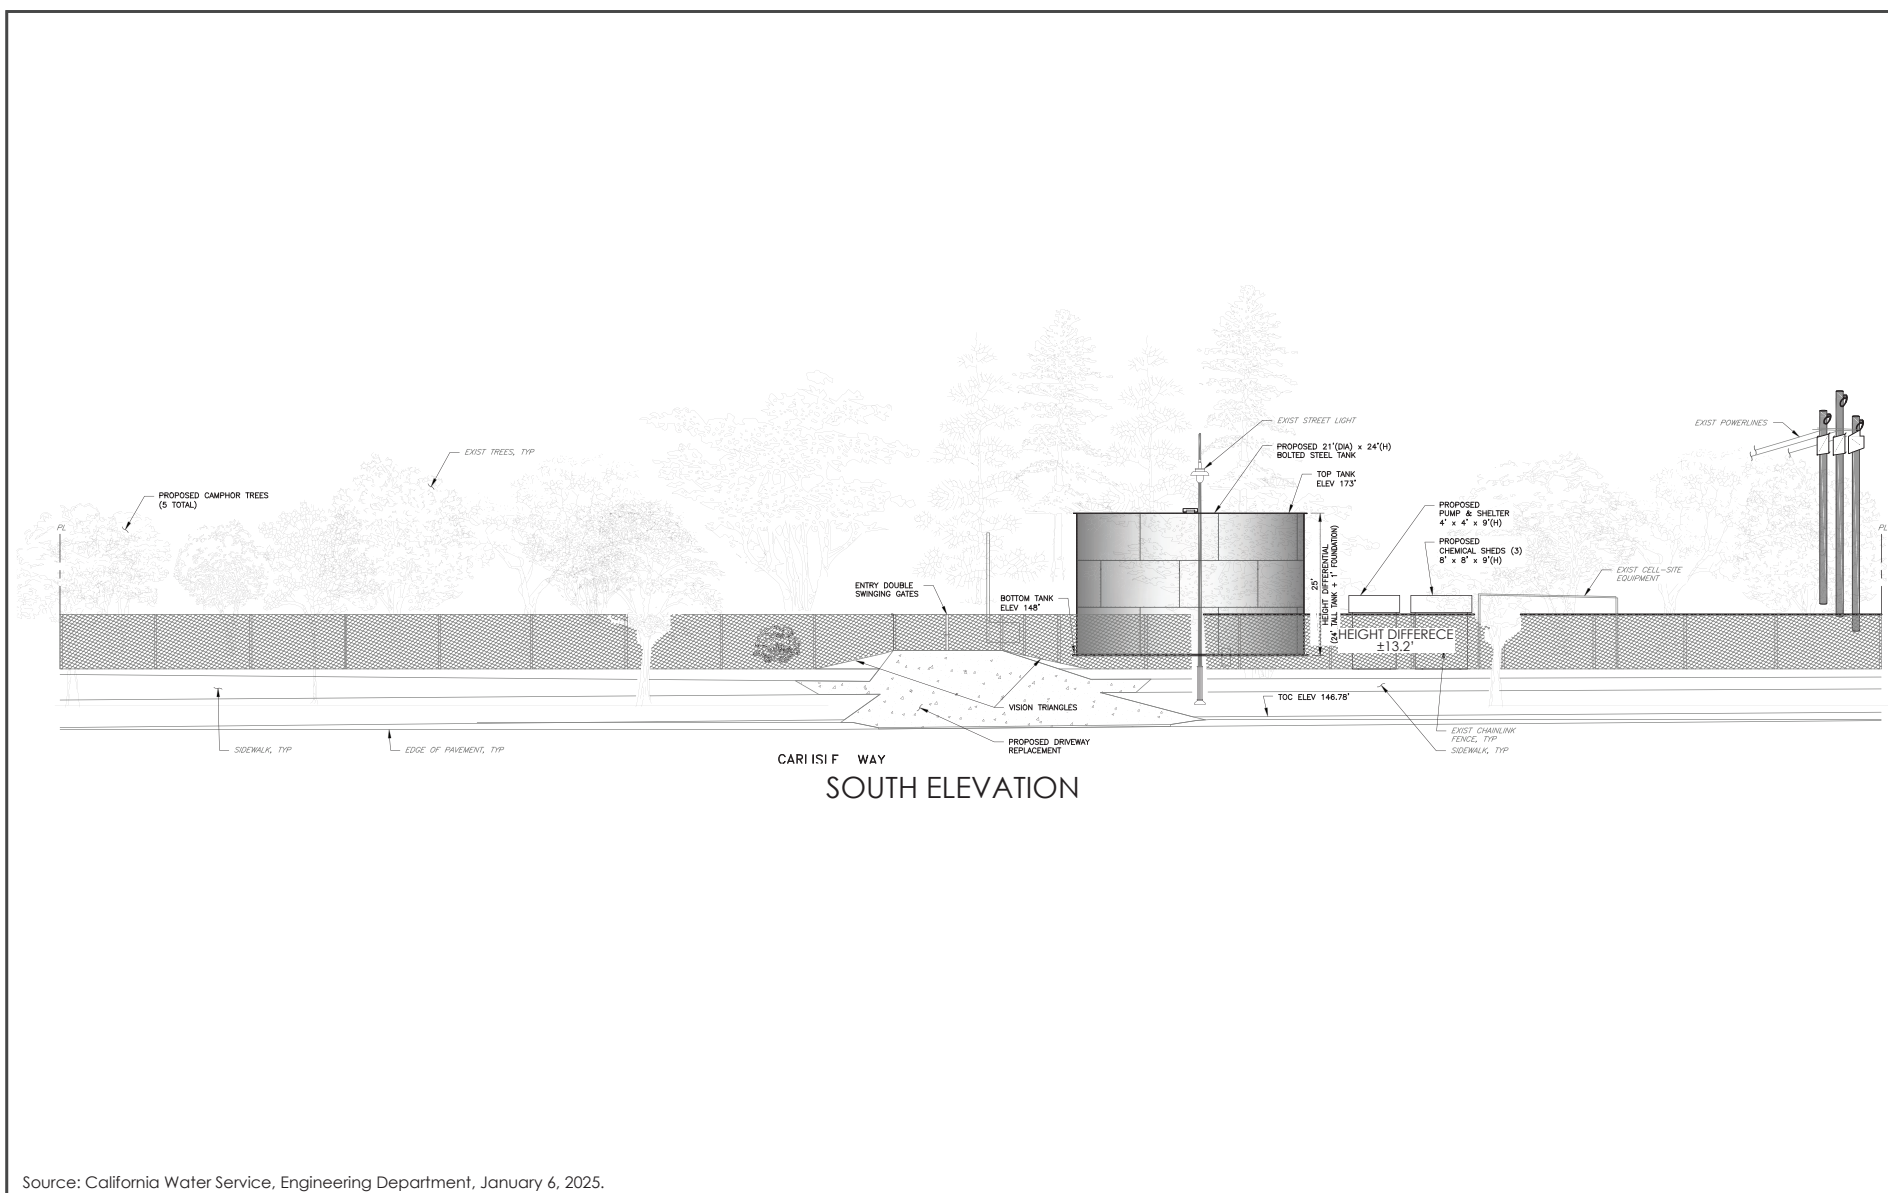 EXIST STREET LIGHT
EXIST POWERLINES
PROPOSED 21'(DIA) x 24'(H)
BOLTED STEEL TANK
EXIST TREES, TYP
TOP TANK
ELEV 173'
PROPOSED CAMPHOR TREES
(5 TOTAL)
PROPOSED
PUMP & SHELTER
4' x 4' x 9'(H)
PL
PL
PROPOSED
CHEMICAL SHEDS (3)
8' x 8' x 9'(H)
EXIST CELL-SITE
EQUIPMENT
ENTRY DOUBLE
SWINGING GATES
BOTTOM TANK
ELEV 148'
25'
HEIGHT DIFFERENTIAL
(24' TALL TANK + 1' FOUNDATION)
HEIGHT DIFFERECE
±13.2'
TOC ELEV 146.78'
VISION TRIANGLES
EXIST CHAINLINK
FENCE, TYP
SIDEWALK, TYP
EDGE OF PAVEMENT, TYP
PROPOSED DRIVEWAY
REPLACEMENT
SIDEWALK, TYP
CARLISLE WAY
SOUTH ELEVATION
Source: California Water Service, Engineering Department, January 6, 2025.